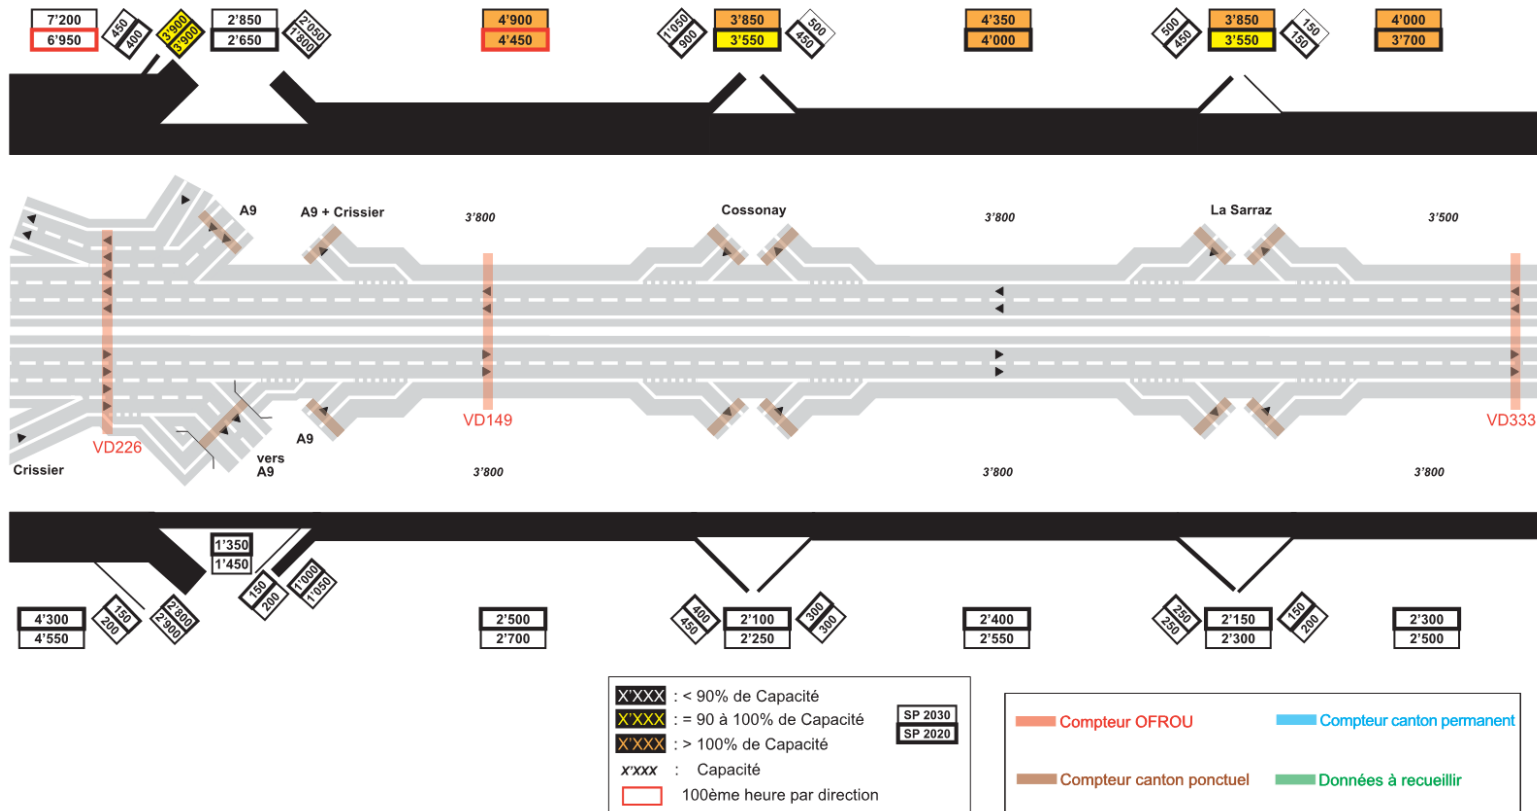 7'200
6'950
450
400
3'900
3'900
2'850
2'650
2'050
1'800
4'900
4'450
1'050
900
3'850
3'550
500
450
4'350
4'000
500
450
3'850
3'550
150
150
4'000
3'700
A9
A9 + Crissier
3'800
Cossonay
3'800
La Sarraz
3'500
VD226
VD149
VD333
Crissier
vers
A9
A9
3'800
3'800
3'800
1'350
1'450
4'300
4'550
150
200
2'800
2'900
150
200
1'000
1'050
2'500
2'700
400
450
2'100
2'250
300
300
2'400
2'550
250
250
2'150
2'300
150
200
2'300
2'500
X'XXX : < 90% de Capacité
X'XXX : = 90 à 100% de Capacité
X'XXX : > 100% de Capacité
X'XXX : Capacité
100ème heure par direction
SP 2030
SP 2020
Compteur OFROU
Compteur canton permanent
Compteur canton ponctuel
Données à recueillir